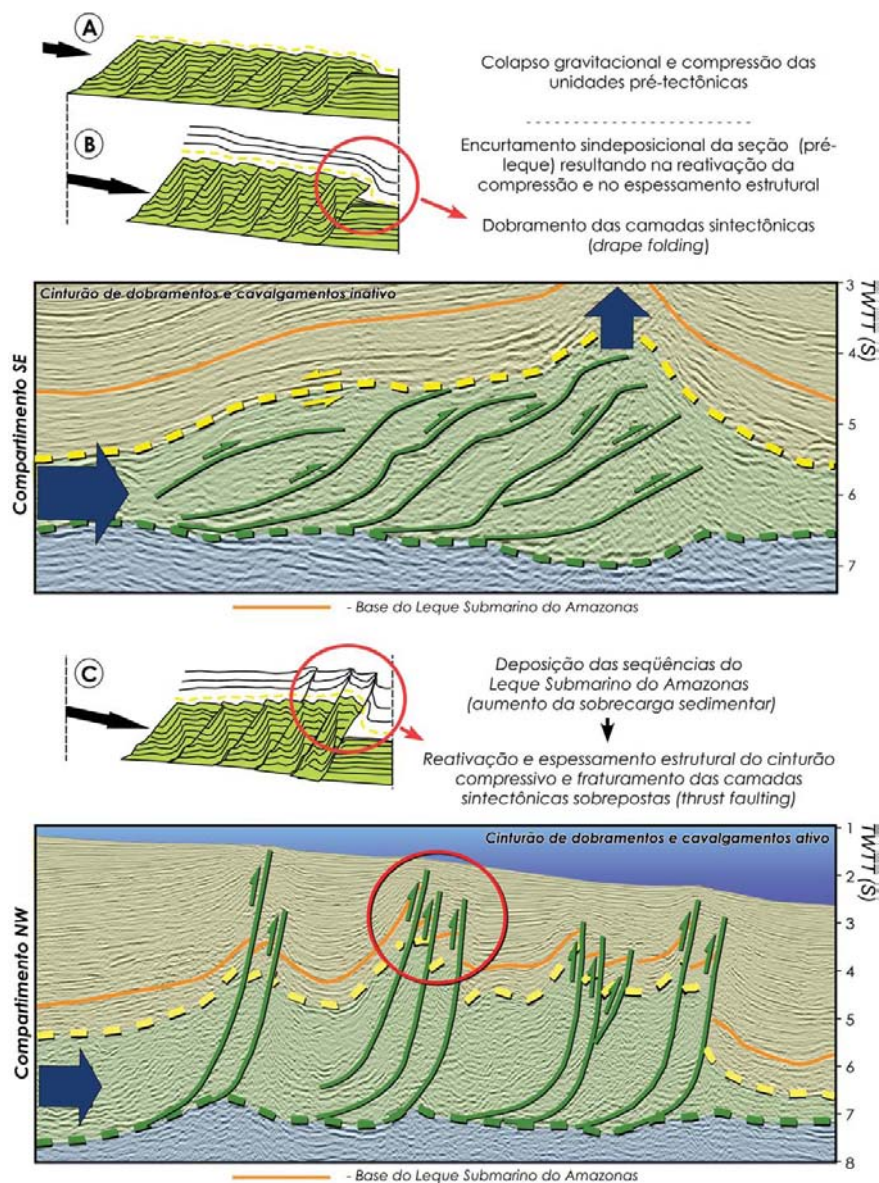 A
Colapso gravitacional e compressão das
unidades pré-tectônicas
B
Encurtamento sindeposicional da seção (pré-
leque) resultando na reativação da
compressão e no espessamento estrutural
Dobramento das camadas sintectônicas
(drape folding)
Cinturão de dobramentos e cavalgamentos inativo
Compartimento SE
3
4
5
6
7
TWTT (S)
- Base do Leque Submarino do Amazonas
C
Deposição das seqüências do
Leque Submarino do Amazonas
(aumento da sobrecarga sedimentar)
Reativação e espessamento estrutural do cinturão
compressivo e fraturamento das camadas
sintectônicas sobrepostas (thrust faulting)
Cinturão de dobramentos e cavalgamentos ativo
Compartimento NW
1
2
3
4
5
6
7
8
TWTT (S)
- Base do Leque Submarino do Amazonas